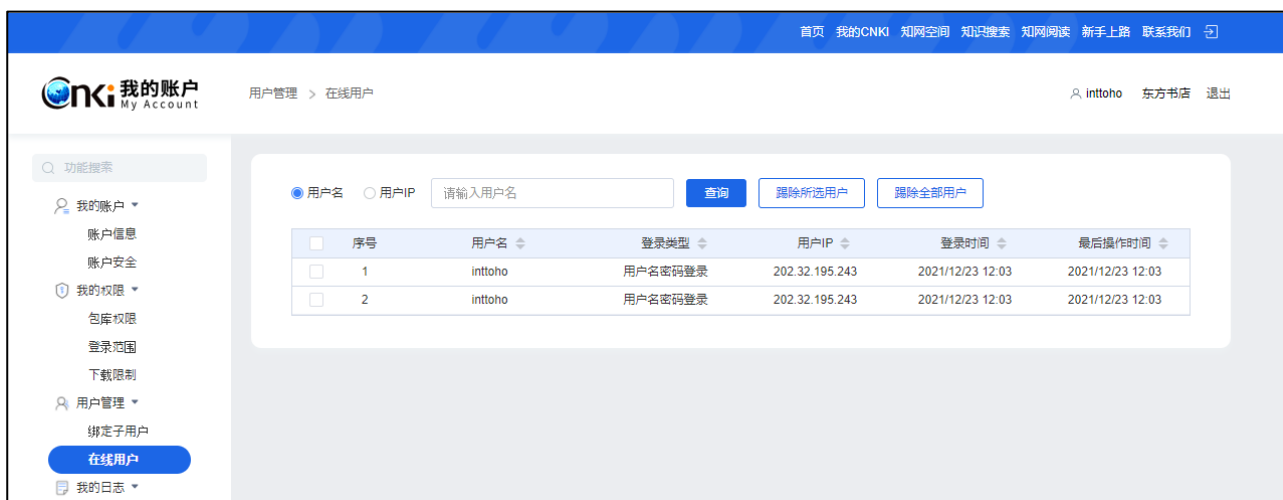 首页 我的CNKI 知网空间 知识搜索 知网阅读 新手上路 联系我们
CNKI 我的账户
My Account
用户管理 > 在线用户
inttoho 东方书店 退出
功能搜索
我的账户
账户信息
账户安全
我的权限
包库权限
登录范围
下载限制
用户管理
绑定子用户
在线用户
我的日志
用户名 用户IP 请输入用户名 查询 踢除所选用户 踢除全部用户
序号 用户名 登录类型 用户IP 登录时间 最后操作时间
1 inttoho 用户名密码登录 202.32.195.243 2021/12/23 12:03 2021/12/23 12:03
2 inttoho 用户名密码登录 202.32.195.243 2021/12/23 12:03 2021/12/23 12:03